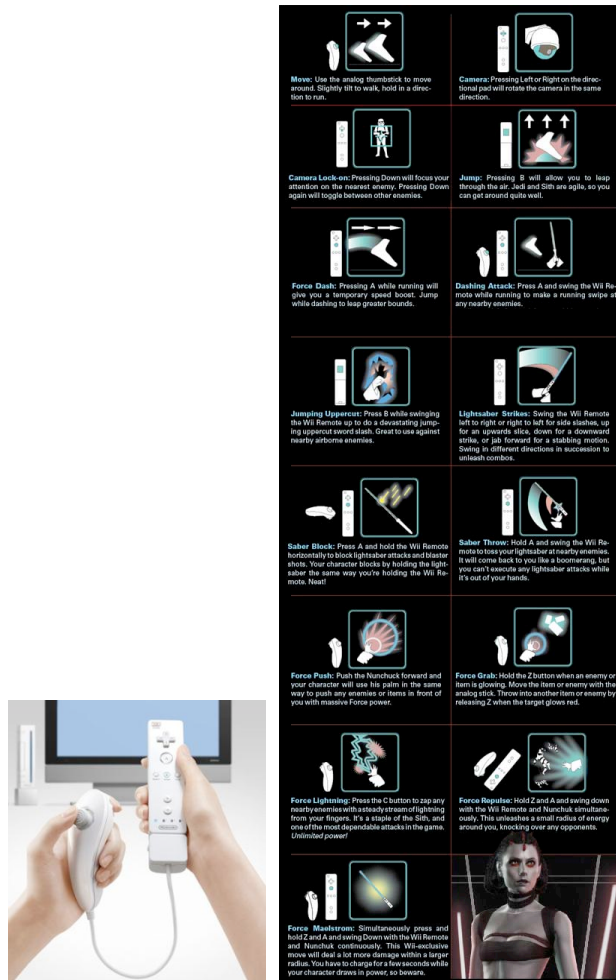 Move: Use the analog thumbstick to move
around. Slightly tilt to walk, hold in a direc-
tion to run.
Camera: Pressing Left or Right on the direc-
tional pad will rotate the camera in the same
direction.
Camera Lock-on: Pressing Down will focus your
attention on the nearest enemy. Pressing Down
again will toggle between other enemies.
Jump: Pressing B will allow you to leap
through the air. Jedi and Sith are agile, so you
can get around quite well.
Force Dash: Pressing A while running will
give you a temporary speed boost. Jump
while dashing to leap greater bounds.
Dashing Attack: Press A and swing the Wii Re-
mote while running to make a running swipe at
any nearby enemies.
Jumping Uppercut: Press B while swinging
the Wii Remote up to do a devastating jump-
ing uppercut sword slash. Great to use against
nearby airborne enemies.
Lightsaber Strikes: Swing the Wii Remote
left to right or right to left for side slashes, up
for an upwards slice, down for a downward
strike, or jab forward for a stabbing motion.
Swing in different directions in succession to
unleash combos.
Saber Block: Press A and hold the Wii Remote
horizontally to block lightsaber attacks and blaster
shots. Your character blocks by holding the light-
saber the same way you're holding the Wii Re-
mote. Neat!
Saber Throw: Hold A and swing the Wii Re-
mote to toss your lightsaber at nearby enemies.
It will come back to you like a boomerang, but
you can't execute any lightsaber attacks while
it's out of your hands.
Force Push: Push the Nunchuck forward and
your character will use his palm in the same
way to push any enemies or items in front of
you with massive Force power.
Force Grab: Hold the Z button when an enemy or
item is glowing. Move the item or enemy with the
analog stick. Throw into another item or enemy by
releasing Z when the target glows red.
Force Lightning: Press the C button to zap any
nearby enemies with steady stream of lightning
from your fingers. It's a staple of the Sith, and
one of the most dependable attacks in the game.
Unlimited power!
Force Repulse: Hold Z and A and swing down
with the Wii Remote and Nunchuk simultane-
ously. This unleashes a small radius of energy
around you, knocking over any opponents.
Force Maelstrom: Simultaneously press and
hold Z and A and swing Down with the Wii Remote
and Nunchuk continuously. This Wii-exclusive
move will deal a lot more damage within a larger
radius. You have to charge for a few seconds while
your character draws in power, so beware.